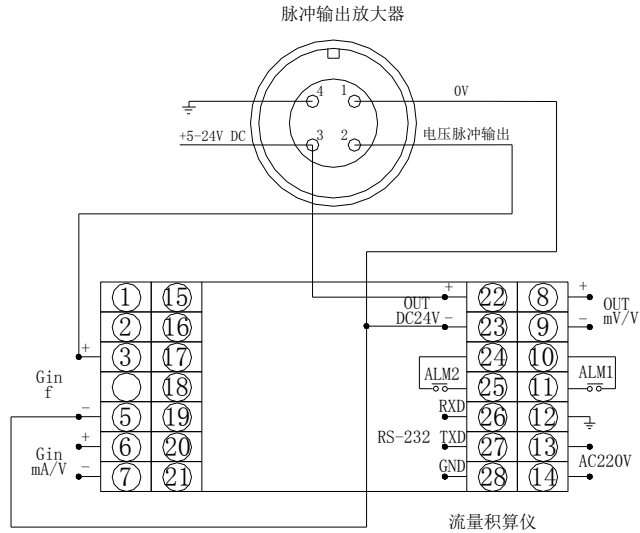 脉冲输出放大器
4 1 0V
+5-24V DC 3 2 电压脉冲输出
1 15 OUT + 22 8 + OUT
2 16 DC24V - 23 9 - mV/V
+ 3 17 24 10
Gin f 18 ALM2 25 11 ALM1
- 5 19 RXD 26 12
Gin + 6 20 RS-232 TXD 27 13
mA/V - 7 21 GND 28 14 AC220V
流量积算仪